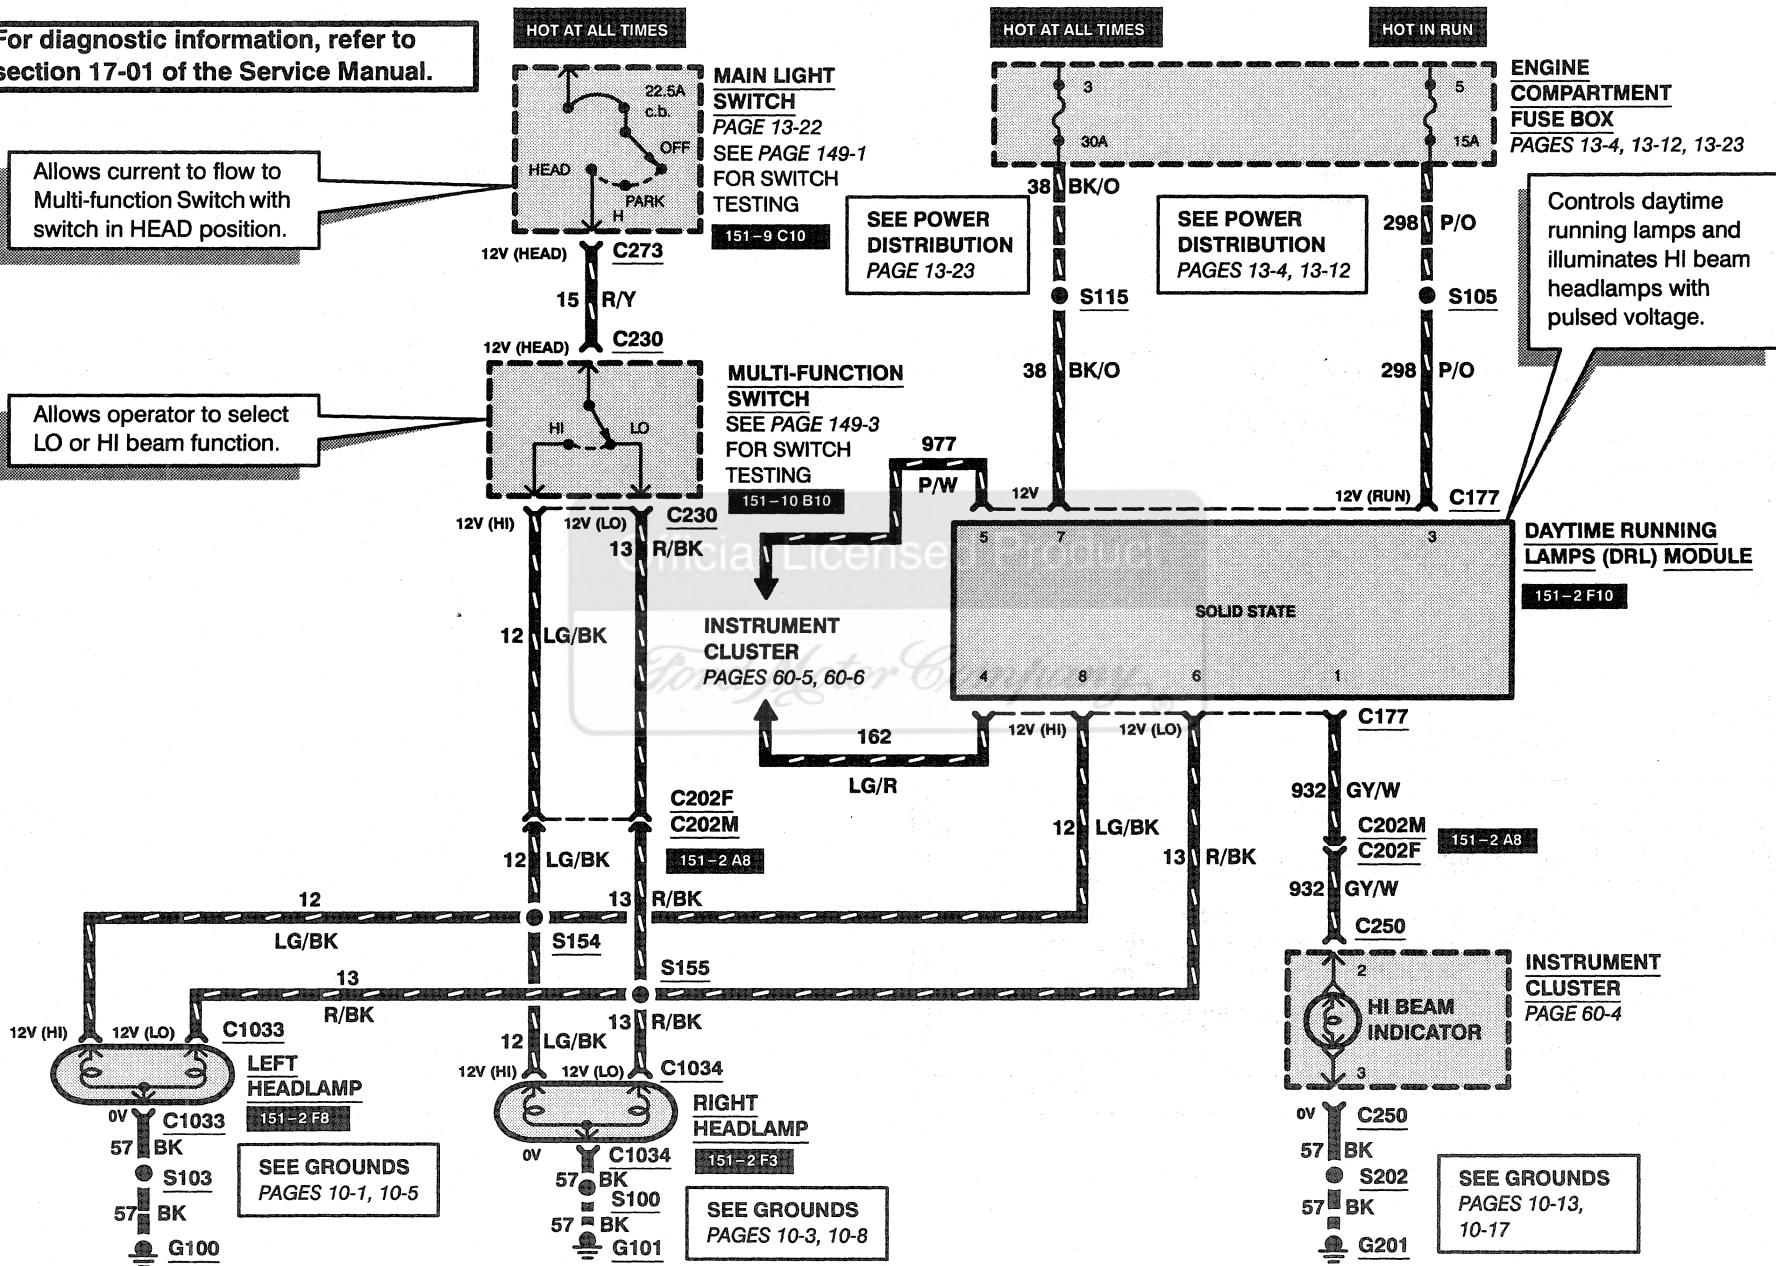 For diagnostic information, refer to
section 17-01 of the Service Manual.
HOT AT ALL TIMES
HOT AT ALL TIMES
HOT IN RUN
22.5A
c.b.
OFF
HEAD
PARK
H
MAIN LIGHT
SWITCH
PAGE 13-22
SEE PAGE 149-1
FOR SWITCH
TESTING
151-9 C10
3
30A
5
15A
ENGINE
COMPARTMENT
FUSE BOX
PAGES 13-4, 13-12, 13-23
Allows current to flow to
Multi-function Switch with
switch in HEAD position.
12V (HEAD)
C273
15
R/Y
12V (HEAD)
C230
SEE POWER
DISTRIBUTION
PAGE 13-23
38
BK/O
SEE POWER
DISTRIBUTION
PAGES 13-4, 13-12
298
P/O
S115
S105
38
BK/O
298
P/O
Controls daytime
running lamps and
illuminates HI beam
headlamps with
pulsed voltage.
Allows operator to select
LO or HI beam function.
HI
LO
MULTI-FUNCTION
SWITCH
SEE PAGE 149-3
FOR SWITCH
TESTING
151-10 B10
977
P/W
12V
12V (RUN)
C177
12V (HI)
12V (LO)
C230
13
R/BK
Official Licensed Product
Ford Motor Company
®
5
7
3
SOLID STATE
4
8
6
1
DAYTIME RUNNING
LAMPS (DRL) MODULE
151-2 F10
12
LG/BK
INSTRUMENT
CLUSTER
PAGES 60-5, 60-6
162
LG/R
12V (HI)
12V (LO)
C177
C202F
C202M
151-2 A8
12
LG/BK
13
R/BK
12
LG/BK
13
R/BK
932
GY/W
C202M
C202F
151-2 A8
932
GY/W
C250
12
LG/BK
S154
13
R/BK
S155
12
LG/BK
13
R/BK
2
HI BEAM
INDICATOR
3
INSTRUMENT
CLUSTER
PAGE 60-4
12V (HI)
12V (LO)
C1033
LEFT
HEADLAMP
151-2 F8
0V
C1033
57
BK
S103
57
BK
G100
SEE GROUNDS
PAGES 10-1, 10-5
12V (HI)
12V (LO)
C1034
RIGHT
HEADLAMP
151-2 F3
0V
C1034
57
BK
S100
57
BK
G101
SEE GROUNDS
PAGES 10-3, 10-8
0V
C250
57
BK
S202
57
BK
G201
SEE GROUNDS
PAGES 10-13,
10-17